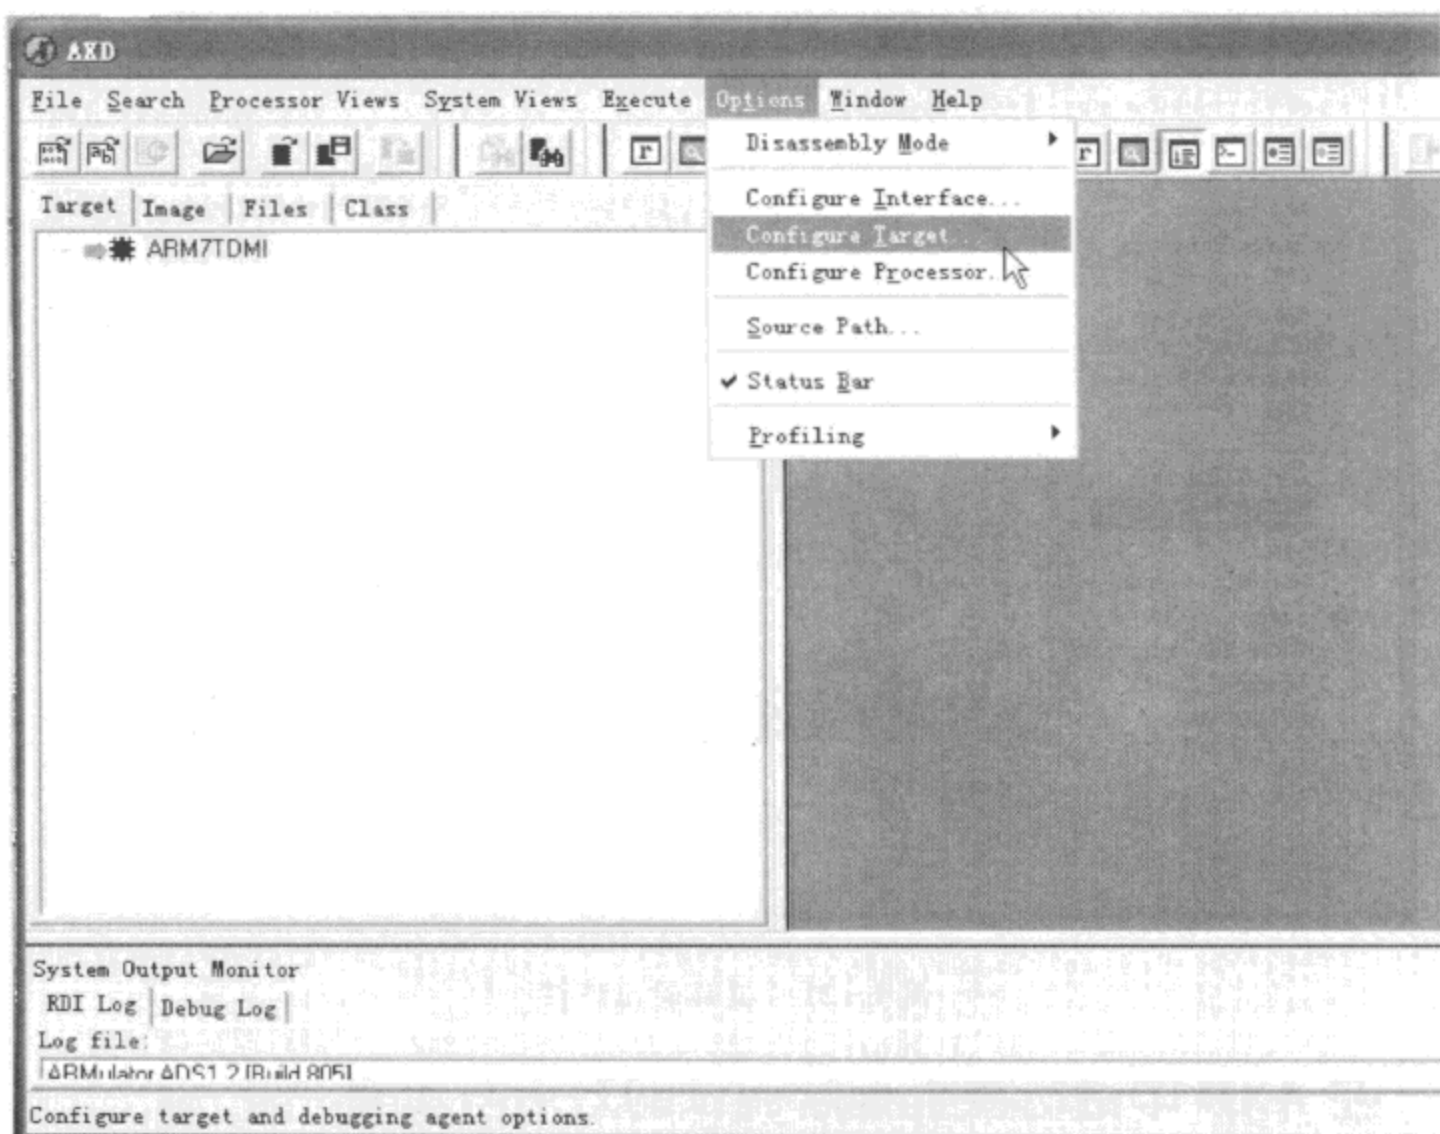 AXD
File Search Processor Views System Views Execute Options Window Help
Disassembly Mode
Configure Interface...
Configure Target...
Configure Processor...
Source Path...
Status Bar
Profiling
Target Image Files Class
ARM7TDMI
System Output Monitor
RDI Log Debug Log
Log file:
ARMulator ADS1.2 [Build 805]
Configure target and debugging agent options.